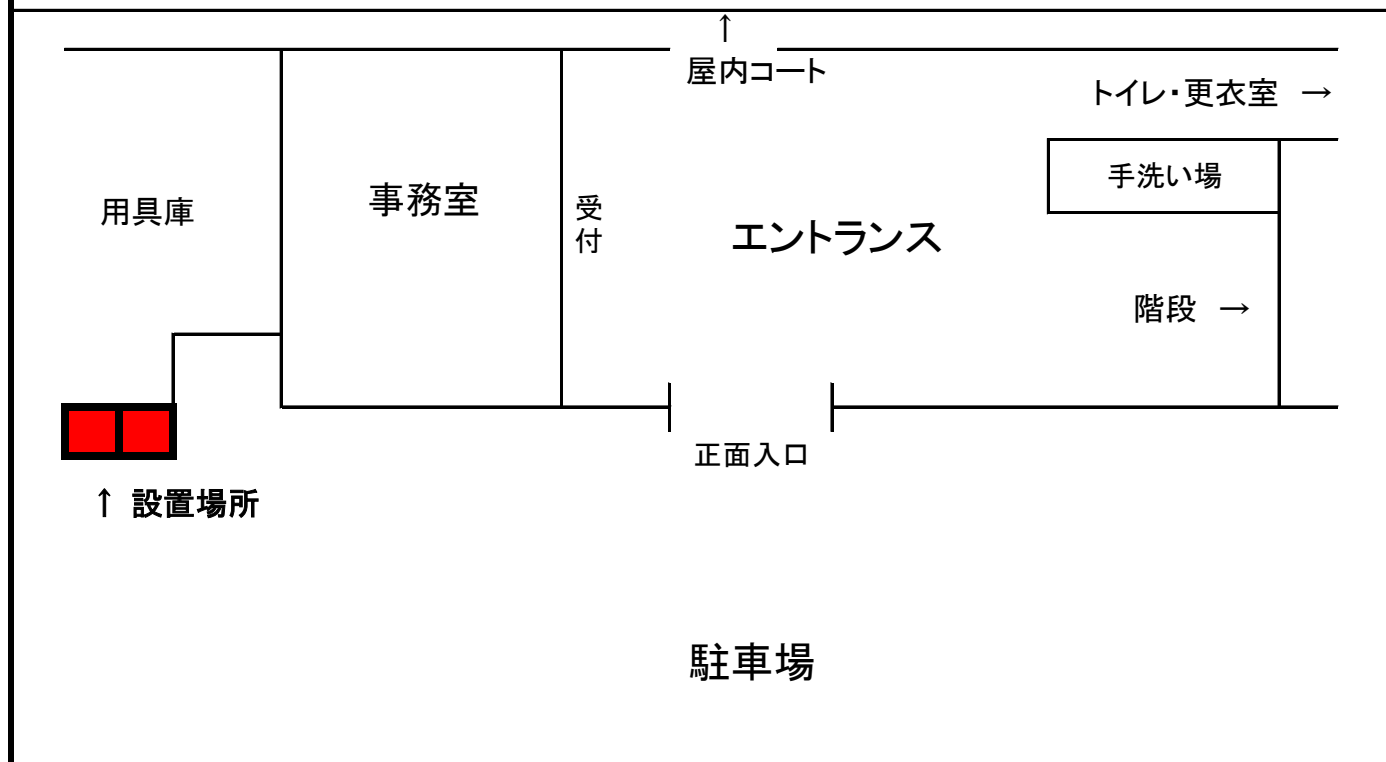 ↑
屋内コート
トイレ・更衣室 →
手洗い場
用具庫
事務室
受付
エントランス
階段 →
正面入口
↑ 設置場所
駐車場